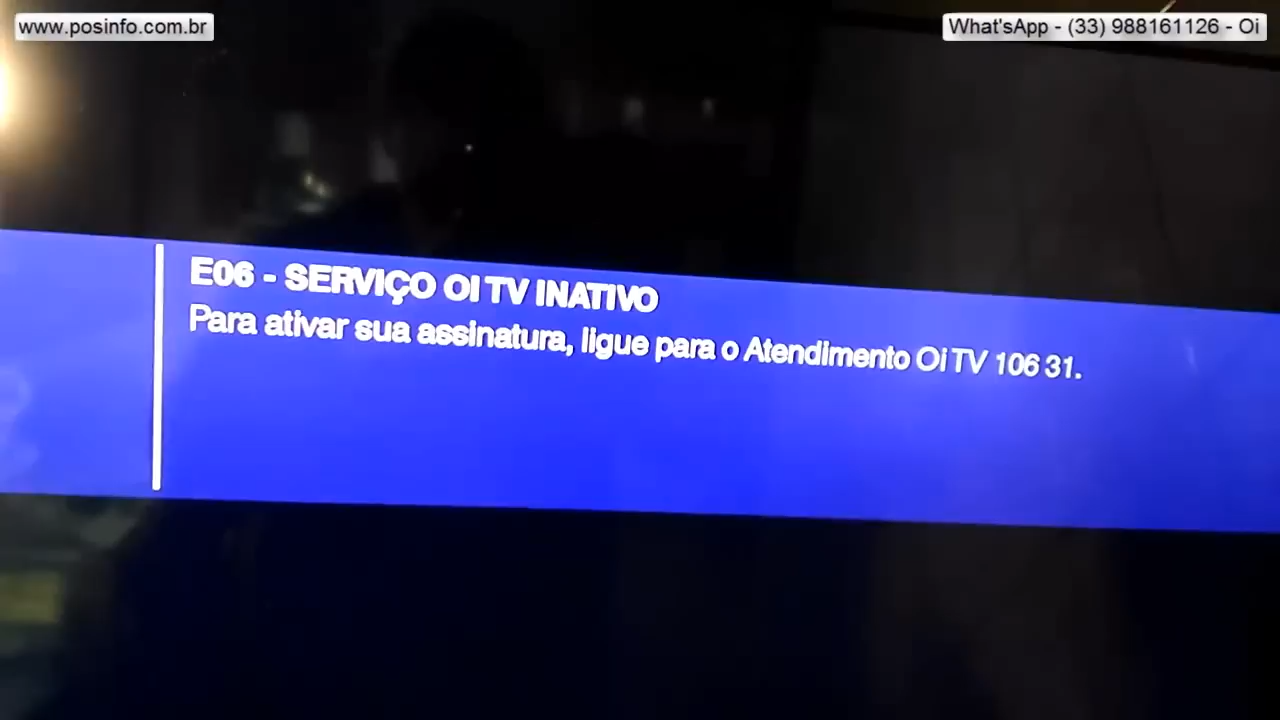 www.posinfo.com.br
What'sApp - (33) 988161126 - Oi
E06 - SERVIÇO OI TV INATIVO
Para ativar sua assinatura, ligue para o Atendimento Oi TV 106 31.